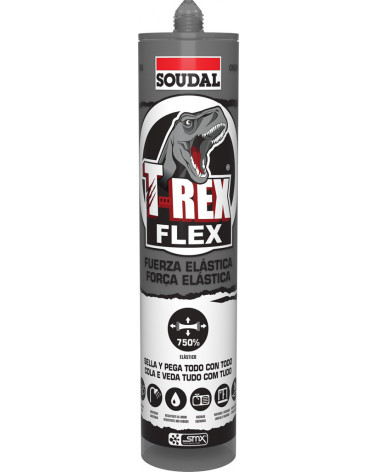 SOUDAL
T-REX®
FLEX
FUERZA ELÁSTICA
FORÇA ELÁSTICA
750%
ELÁSTICO
SELLA Y PEGA TODO CON TODO
COLA E VEDA TUDO COM TUDO
SMX